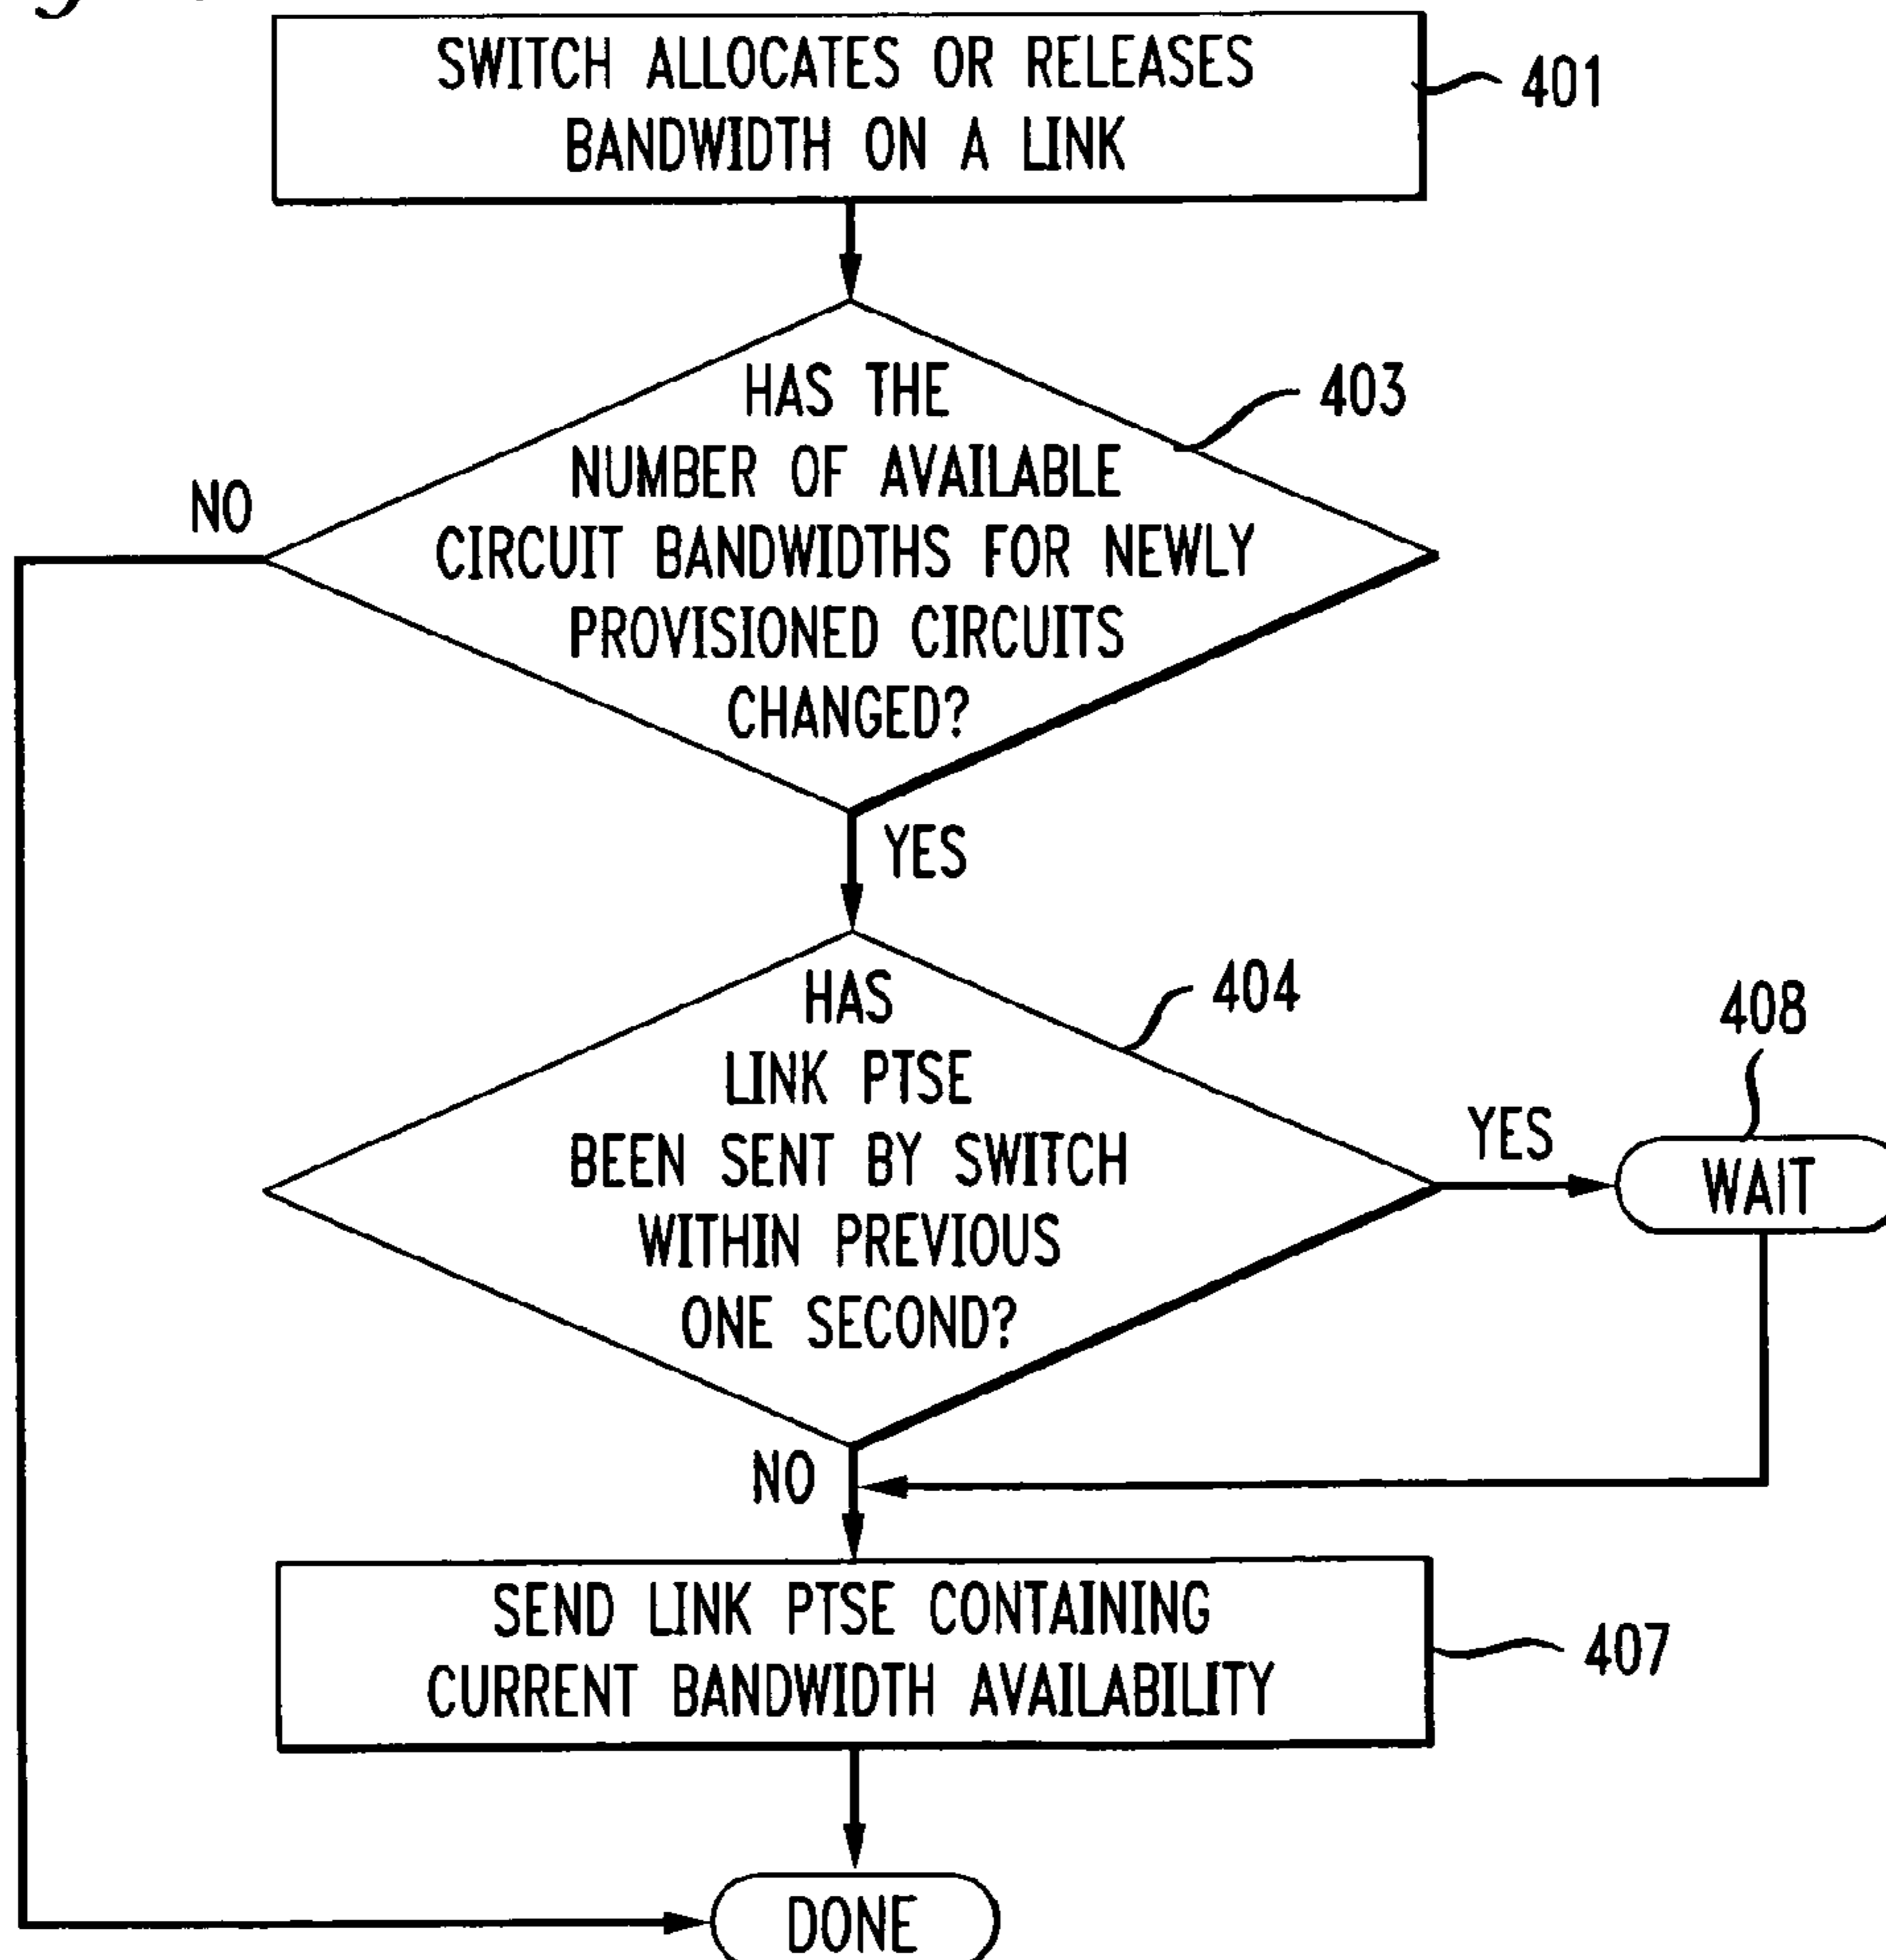 SWITCH ALLOCATES OR RELEASES
BANDWIDTH ON A LINK
401
HAS THE
NUMBER OF AVAILABLE
CIRCUIT BANDWIDTHS FOR NEWLY
PROVISIONED CIRCUITS
CHANGED?
403
NO
YES
HAS
LINK PTSE
BEEN SENT BY SWITCH
WITHIN PREVIOUS
ONE SECOND?
404
YES
408
WAIT
NO
SEND LINK PTSE CONTAINING
CURRENT BANDWIDTH AVAILABILITY
407
DONE